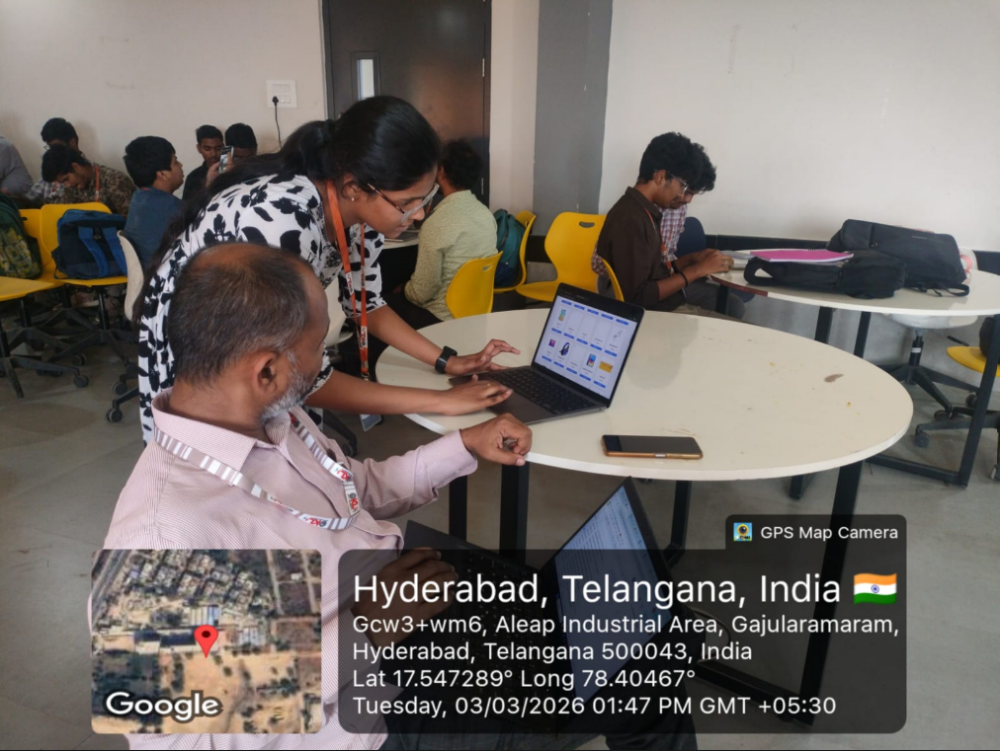 GPS Map Camera
Hyderabad, Telangana, India
Gcw3+wm6, Aleap Industrial Area, Gajularamaram,
Hyderabad, Telangana 500043, India
Lat 17.547289° Long 78.40467°
Tuesday, 03/03/2026 01:47 PM GMT +05:30
Google